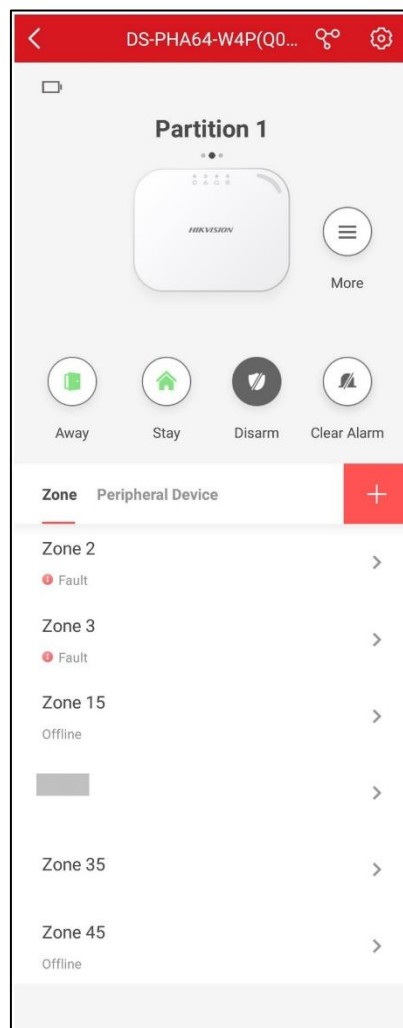 DS-PHA64-W4P(Q0...
Partition 1
HIKVISION
More
Away Stay Disarm Clear Alarm
Zone Peripheral Device
Zone 2
Fault
Zone 3
Fault
Zone 15
Offline
Zone 35
Zone 45
Offline